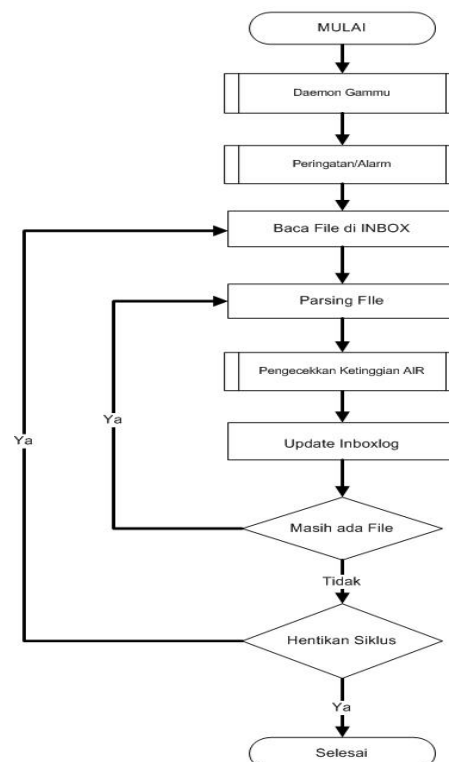 MULAI
Daemon Gammu
Peringatan/Alarm
Baca File di INBOX
Parsing FIle
Pengecekkan Ketinggian AIR
Ya
Ya
Update Inboxlog
Masih ada File
Tidak
Hentikan Siklus
Ya
Selesai